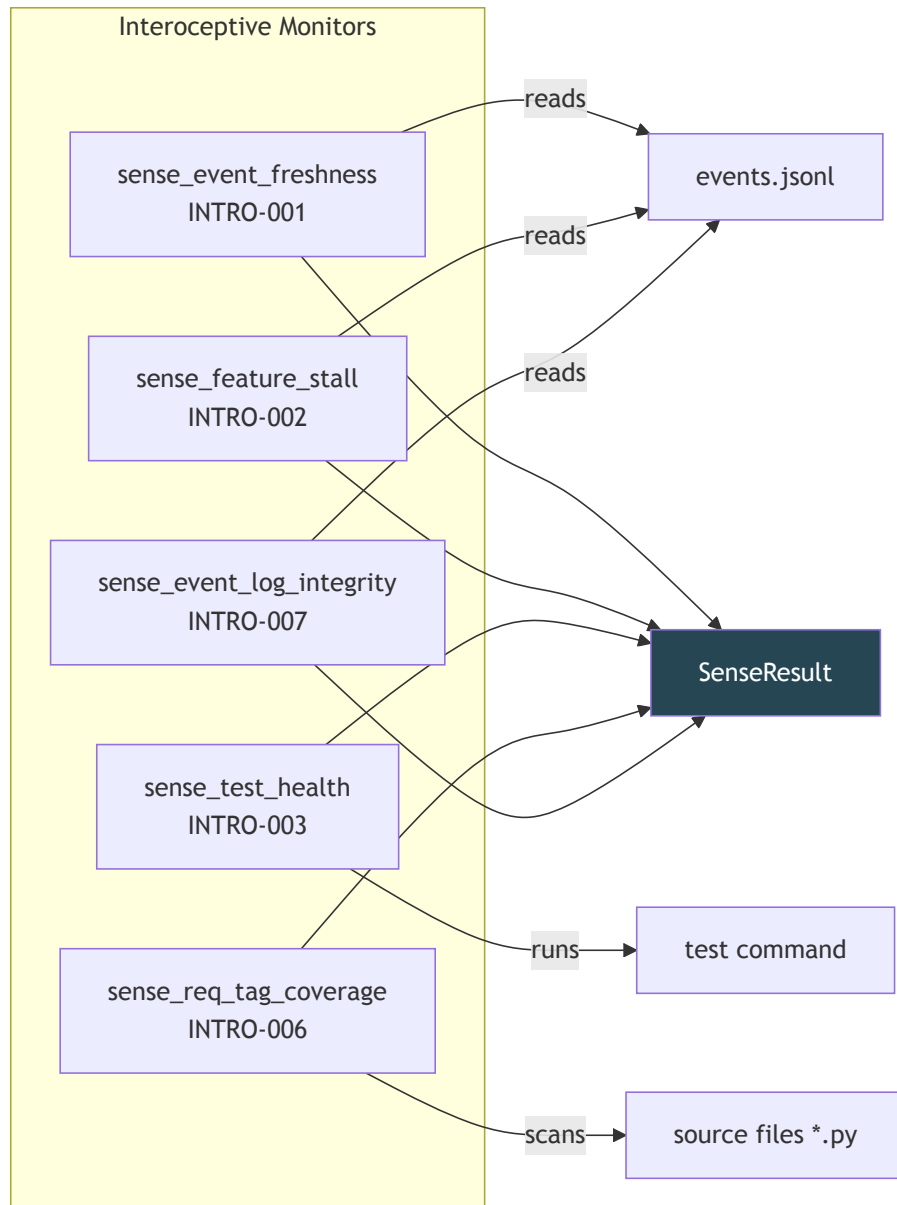 Interoceptive Monitors
reads
sense_event_freshness
INTRO-001
events.jsonl
reads
sense_feature_stall
INTRO-002
reads
sense_event_log_integrity
INTRO-007
SenseResult
sense_test_health
INTRO-003
runs
test command
sense_req_tag_coverage
INTRO-006
scans
source files *.py